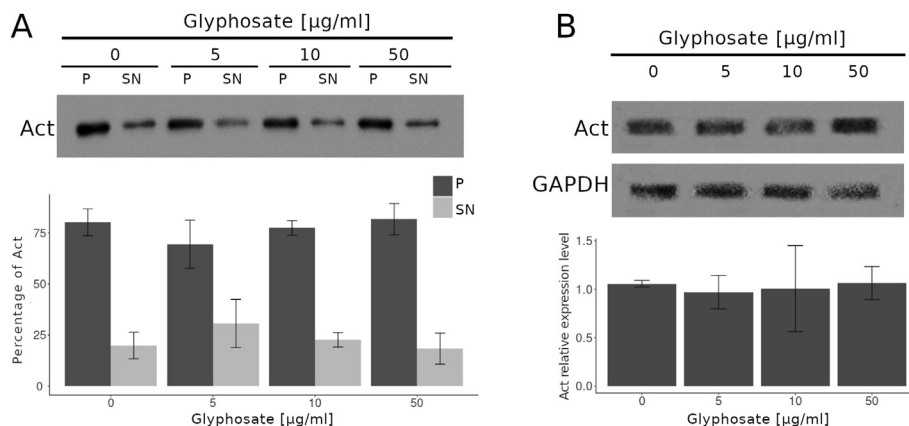 A
Glyphosate [µg/ml]
0 5 10 50
P SN P SN P SN P SN
Act
P
SN
Percentage of Act
75
50
25
0
0 5 10 50
Glyphosate [µg/ml]
B
Glyphosate [µg/ml]
0 5 10 50
Act
GAPDH
Act relative expression level
1.5
1.0
0.5
0.0
0 5 10 50
Glyphosate [µg/ml]